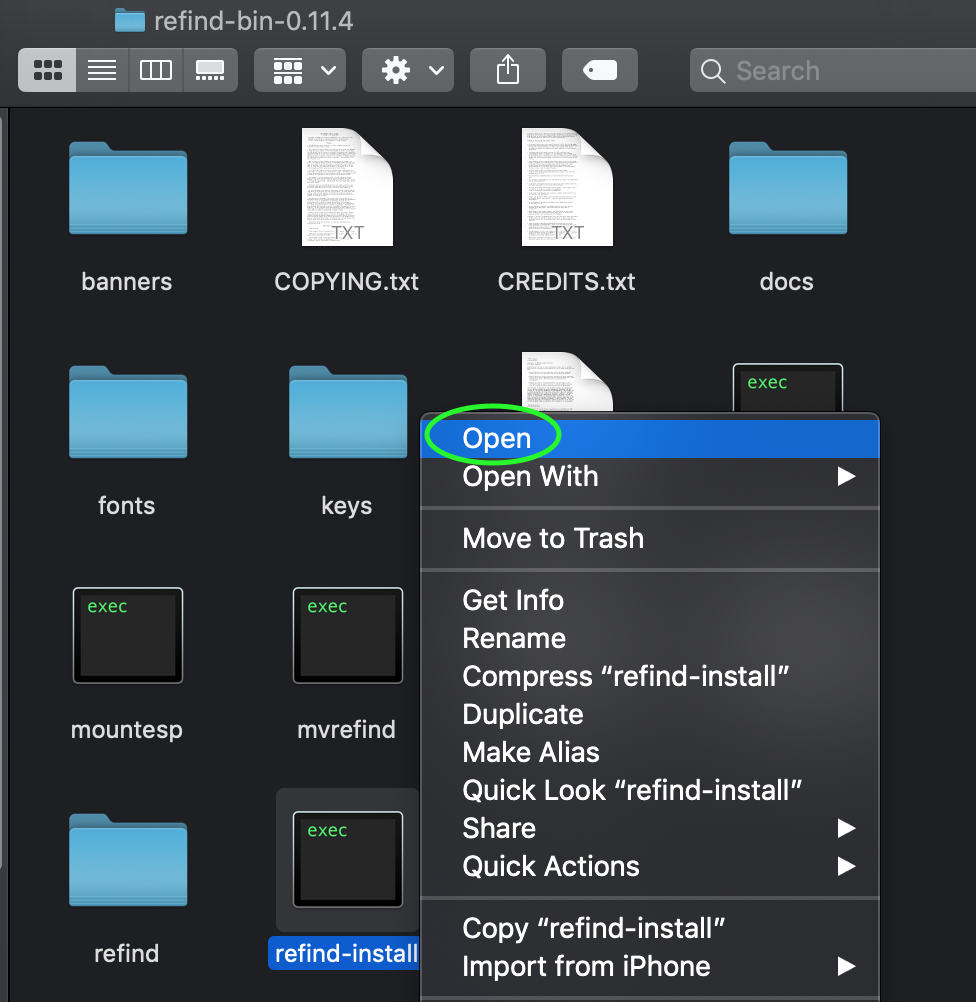 refind-bin-0.11.4
Search
TXT
TXT
banners
COPYING.txt
CREDITS.txt
docs
exec
fonts
keys
exec
exec
mountesp
mvrefind
exec
refind
refind-install
Open
Open With
Move to Trash
Get Info
Rename
Compress “refind-install”
Duplicate
Make Alias
Quick Look “refind-install”
Share
Quick Actions
Copy “refind-install”
Import from iPhone